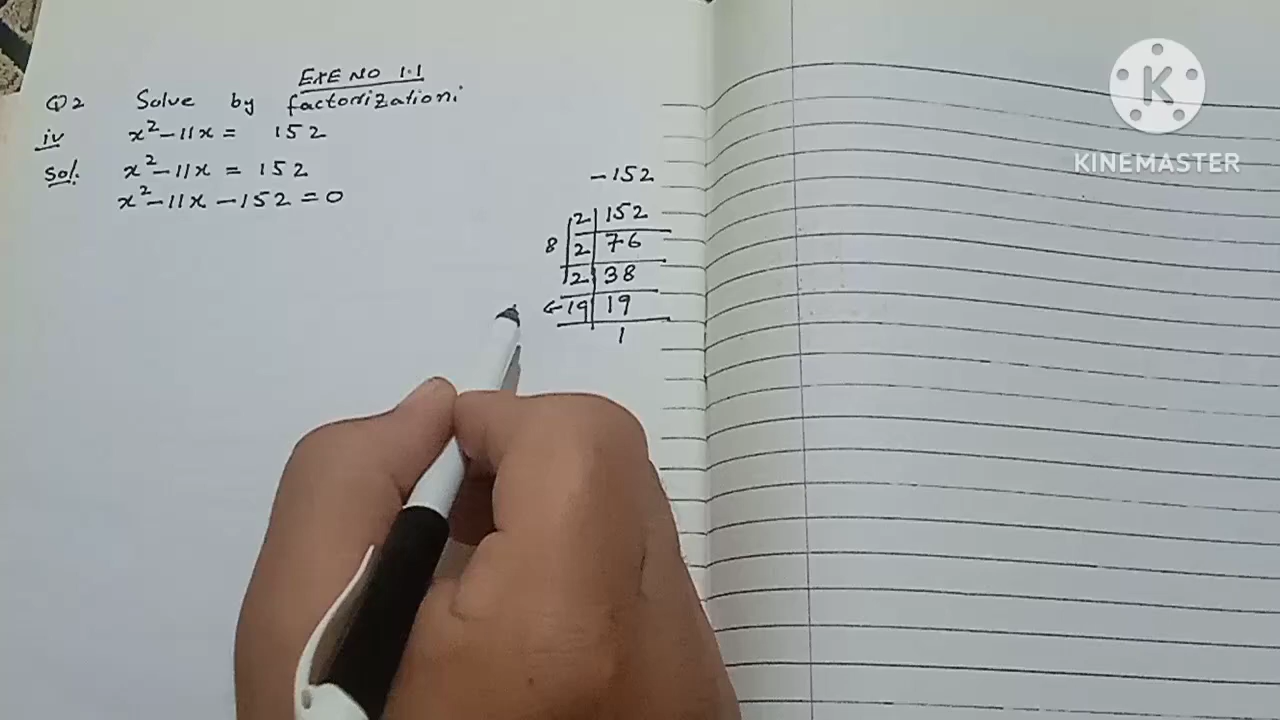 EXE NO 1.1
Q2 Solve by factorization:
iv x²-11x = 152
Sol. x²-11x = 152
x²-11x-152=0
-152
2 152
8 2 76
2 38
←19 19
1
K
KINEMASTER